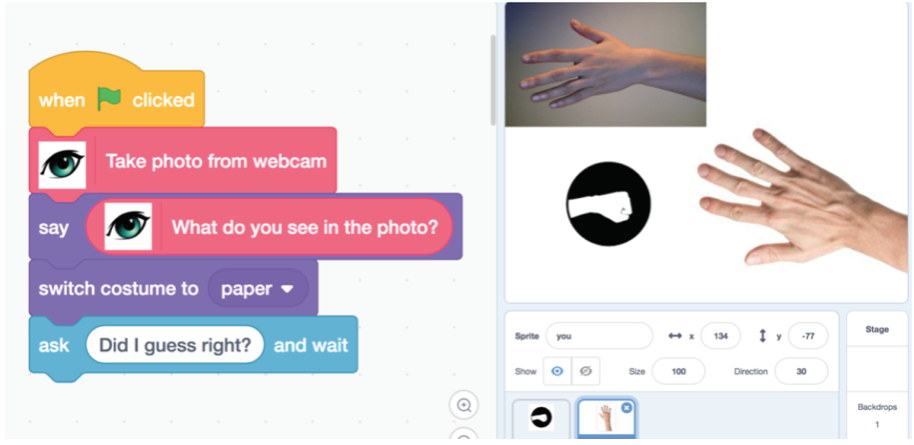 when clicked
Take photo from webcam
say What do you see in the photo?
switch costume to paper
ask Did I guess right? and wait
Sprite you x 134 y -77
Show Size 100 Direction 30
Stage
Backdrops
1